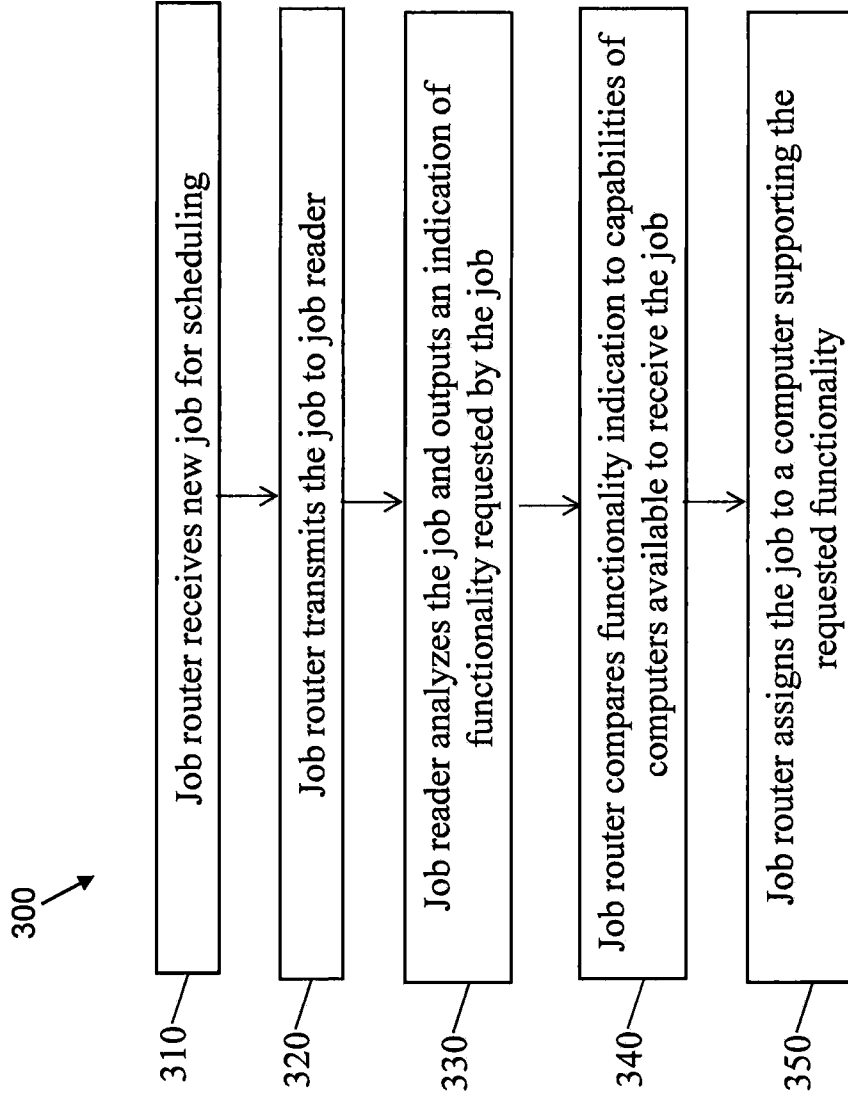 300
310
Job router receives new job for scheduling
320
Job router transmits the job to job reader
330
Job reader analyzes the job and outputs an indication of
functionality requested by the job
340
Job router compares functionality indication to capabilities of
computers available to receive the job
350
Job router assigns the job to a computer supporting the
requested functionality